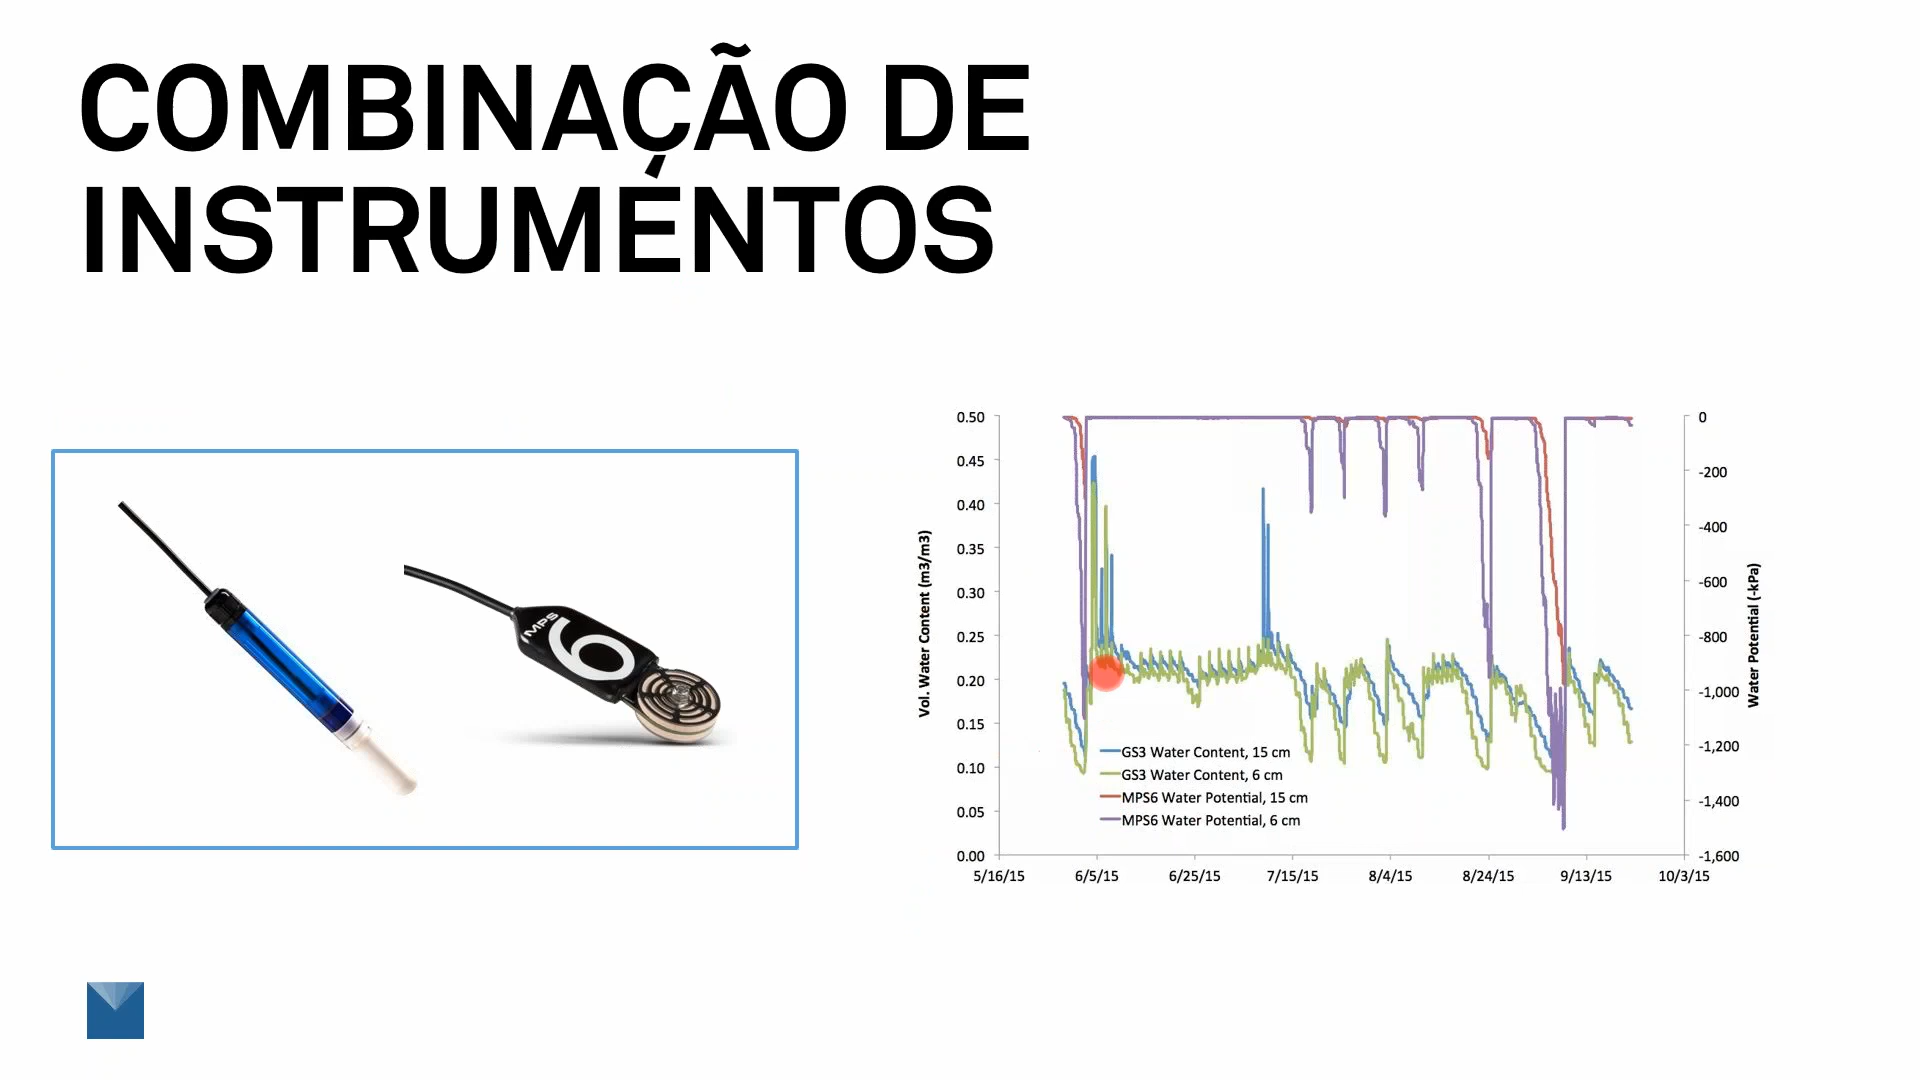 COMBINAÇÃO DE
INSTRUMENTOS
MPS
6
0.50
0.45
0.40
0.35
0.30
0.25
0.20
0.15
0.10
0.05
0.00
Vol. Water Content (m3/m3)
GS3 Water Content, 15 cm
GS3 Water Content, 6 cm
MPS6 Water Potential, 15 cm
MPS6 Water Potential, 6 cm
0
-200
-400
-600
-800
-1,000
-1,200
-1,400
-1,600
Water Potential (-kPa)
5/16/15 6/5/15 6/25/15 7/15/15 8/4/15 8/24/15 9/13/15 10/3/15